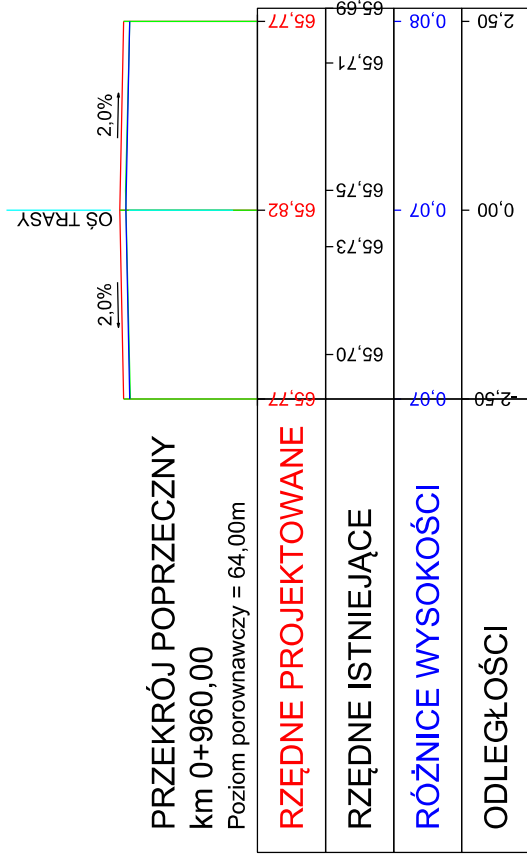 OŚ TRASY
2,0%
2,0%
PRZEKRÓJ POPRZECZNY
km 0+960,00
Poziom porownawczy = 64,00m
RZĘDNE PROJEKTOWANE
65,77
65,82
65,77
RZĘDNE ISTNIEJĄCE
65,70
65,73
65,75
65,71
65,69
RÓŻNICE WYSOKOŚCI
0,07
0,07
0,08
ODLEGŁOŚCI
-2,50
0,00
2,50